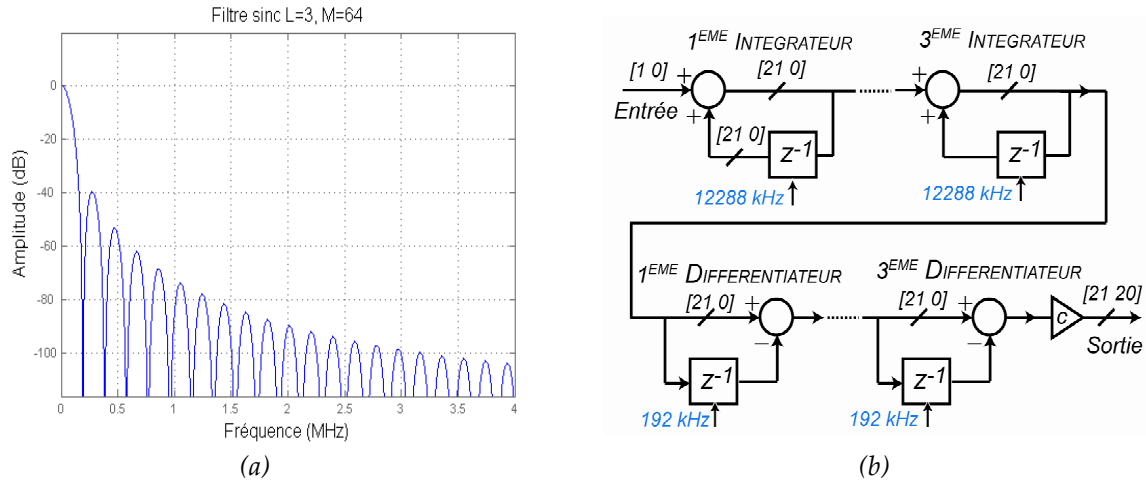 Filtre sinc L=3, M=64
Amplitude (dB)
0
-20
-40
-60
-80
-100
0
0.5
1
1.5
2
2.5
3
3.5
4
Fréquence (MHz)
(a)
1EME INTEGRATEUR
3EME INTEGRATEUR
[1 0]
+
[21 0]
+
[21 0]
Entrée
+
[21 0]
+
z-1
z-1
12288 kHz
12288 kHz
1EME DIFFERENTIATEUR
3EME DIFFERENTIATEUR
[21 0]
+
[21 0]
+
[21 20]
c
−
−
Sortie
z-1
z-1
192 kHz
192 kHz
(b)